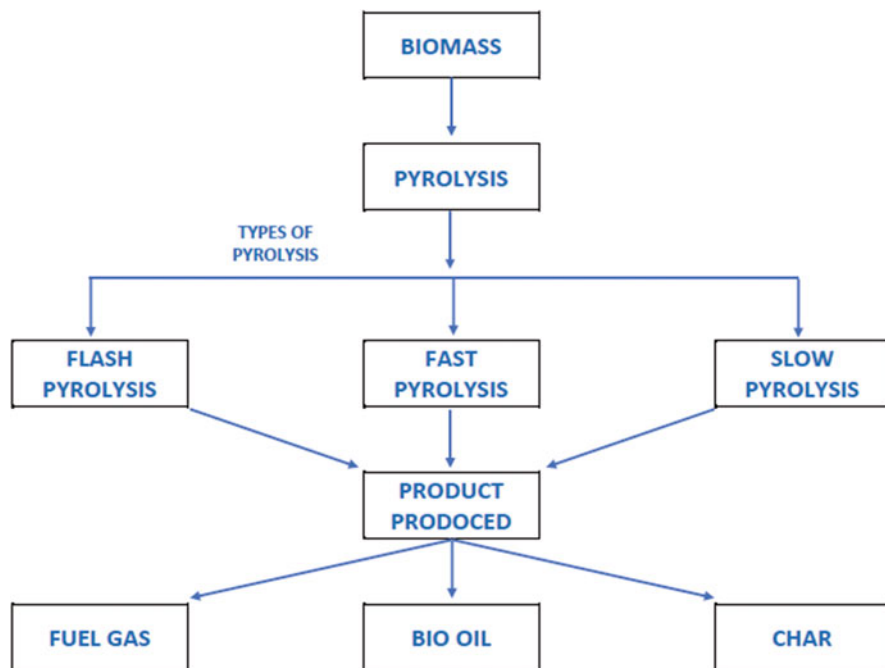 BIOMASS
PYROLYSIS
TYPES OF
PYROLYSIS
FLASH
PYROLYSIS
FAST
PYROLYSIS
SLOW
PYROLYSIS
PRODUCT
PRODOCED
FUEL GAS
BIO OIL
CHAR